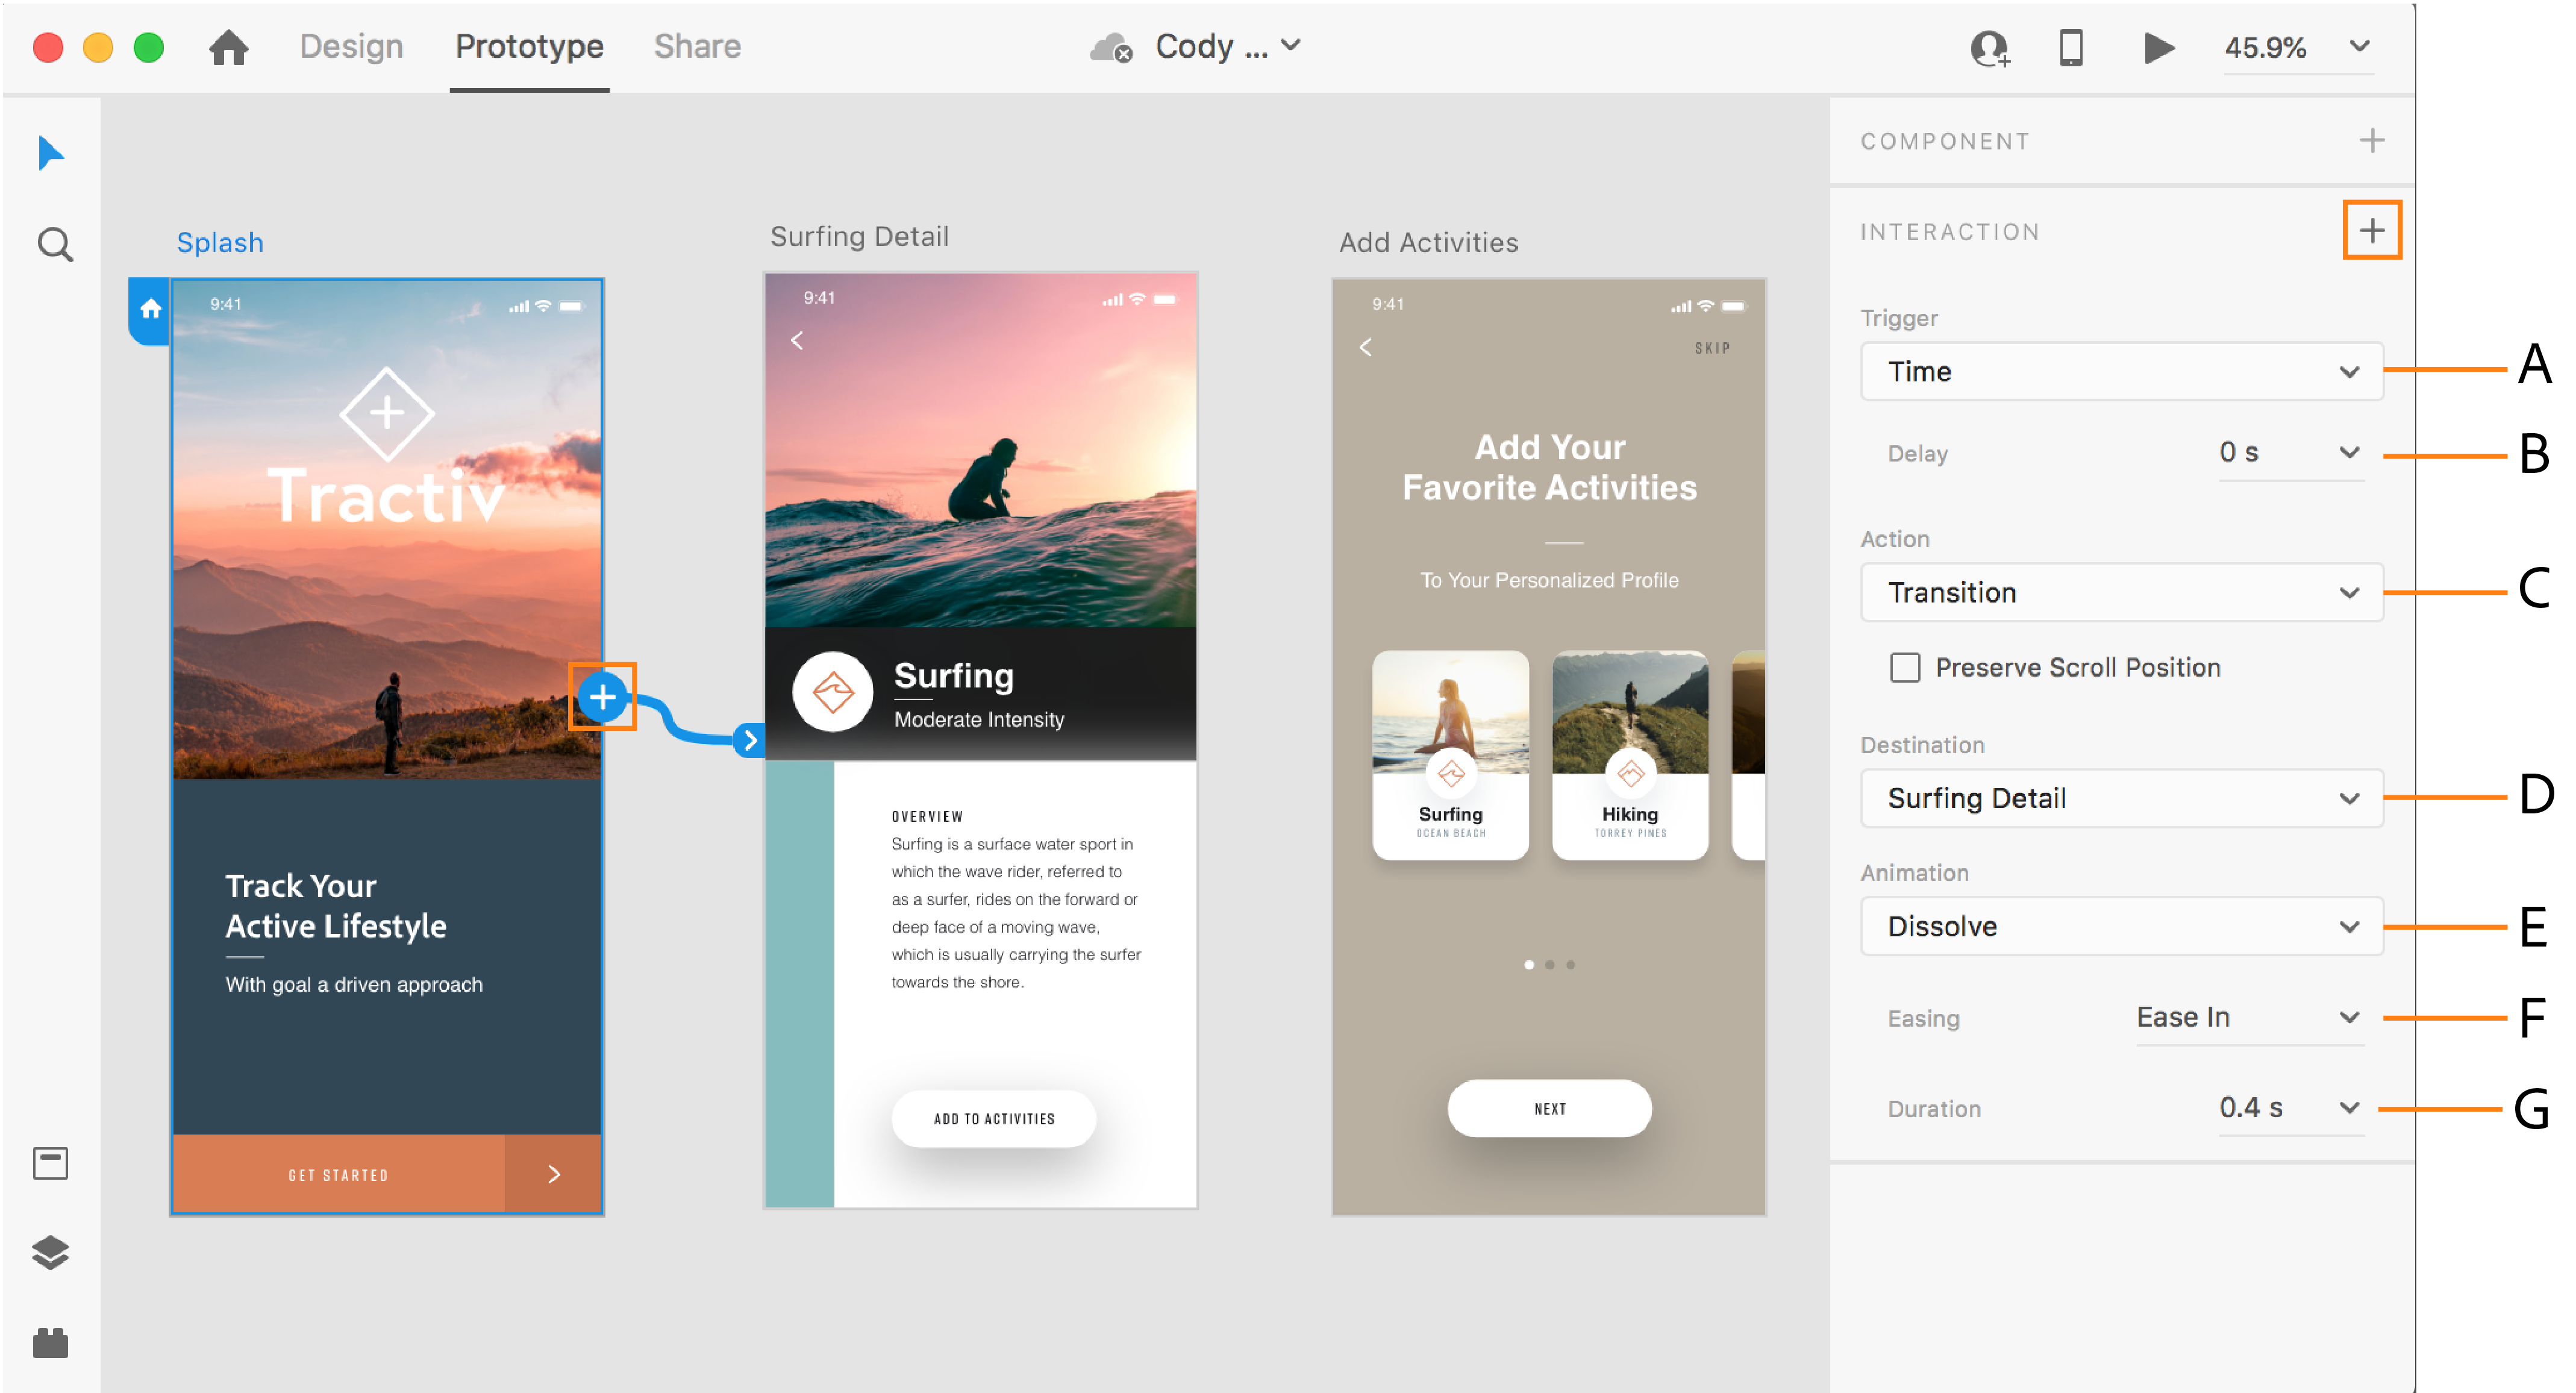 Design Prototype Share Cody ... 45.9%
Splash
9:41
Tractiv
Track Your
Active Lifestyle
With goal a driven approach
GET STARTED
Surfing Detail
9:41
Surfing
Moderate Intensity
OVERVIEW
Surfing is a surface water sport in
which the wave rider, referred to
as a surfer, rides on the forward or
deep face of a moving wave,
which is usually carrying the surfer
towards the shore.
ADD TO ACTIVITIES
Add Activities
9:41
SKIP
Add Your
Favorite Activities
To Your Personalized Profile
Surfing
OCEAN BEACH
Hiking
TORREY PINES
NEXT
COMPONENT
INTERACTION
Trigger
Time A
Delay 0 s B
Action
Transition C
Preserve Scroll Position
Destination
Surfing Detail D
Animation
Dissolve E
Easing Ease In F
Duration 0.4 s G